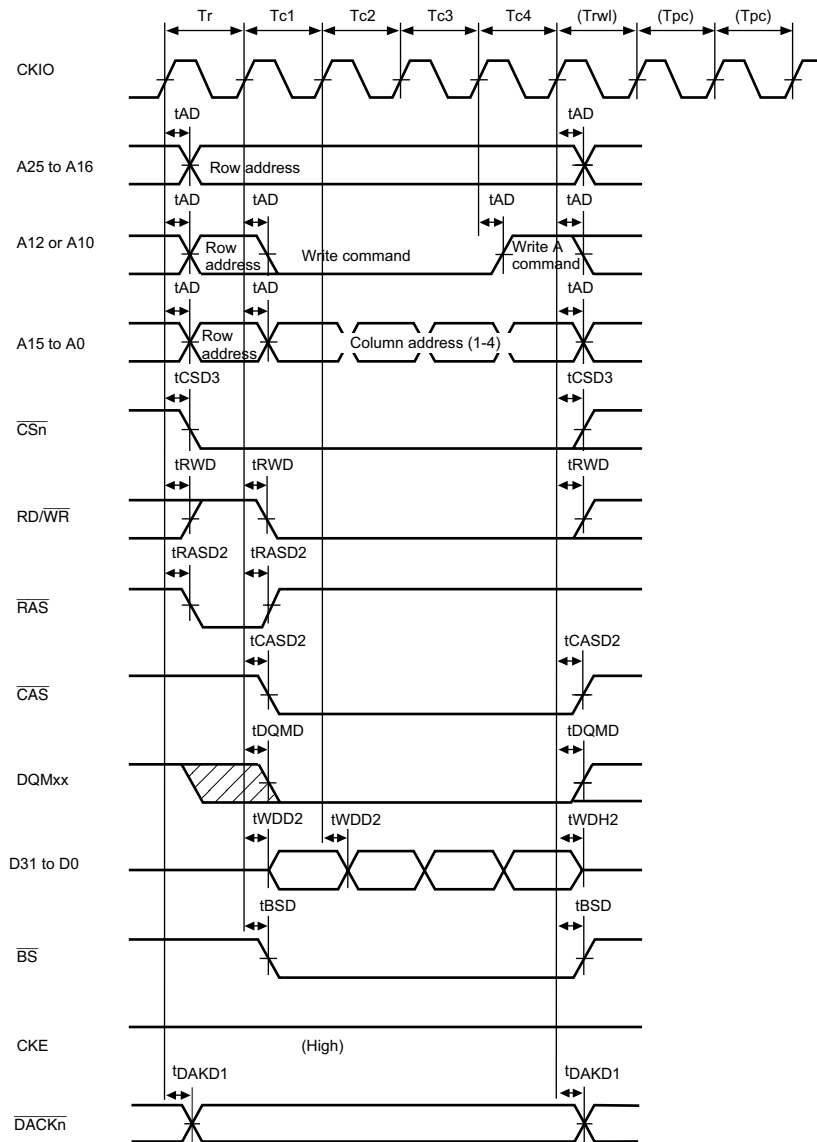 Tr Tc1 Tc2 Tc3 Tc4 (Trwl) (Tpc) (Tpc)
CKIO
tAD tAD
A25 to A16 Row address
tAD tAD tAD tAD
A12 or A10 Row address Write command Write A command
tAD tAD tAD
A15 to A0 Row address Column address (1-4)
tCSD3 tCSD3
CSn
tRWD tRWD tRWD
RD/WR
tRASD2 tRASD2
RAS
tCASD2 tCASD2
CAS
tDQMD tDQMD
DQMxx
tWDD2 tWDD2 tWDH2
D31 to D0
tBSD tBSD
BS
CKE (High)
tDAKD1 tDAKD1
DACKn